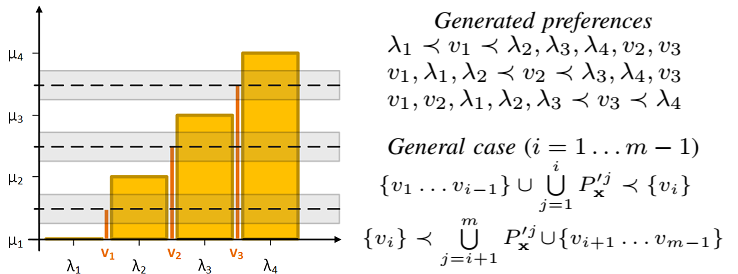 μ₄
μ₃
μ₂
μ₁
v₁ v₂ v₃
λ₁ λ₂ λ₃ λ₄
Generated preferences
λ₁ ≺ v₁ ≺ λ₂, λ₃, λ₄, v₂, v₃
v₁, λ₁, λ₂ ≺ v₂ ≺ λ₃, λ₄, v₃
v₁, v₂, λ₁, λ₂, λ₃ ≺ v₃ ≺ λ₄
General case (i = 1 … m − 1)
{v₁ … vᵢ₋₁} ∪ ⋃_{j=1}^{i} P′ʲ_𝐱 ≺ {vᵢ}
{vᵢ} ≺ ⋃_{j=i+1}^{m} P′ʲ_𝐱 ∪ {vᵢ₊₁ … vₘ₋₁}